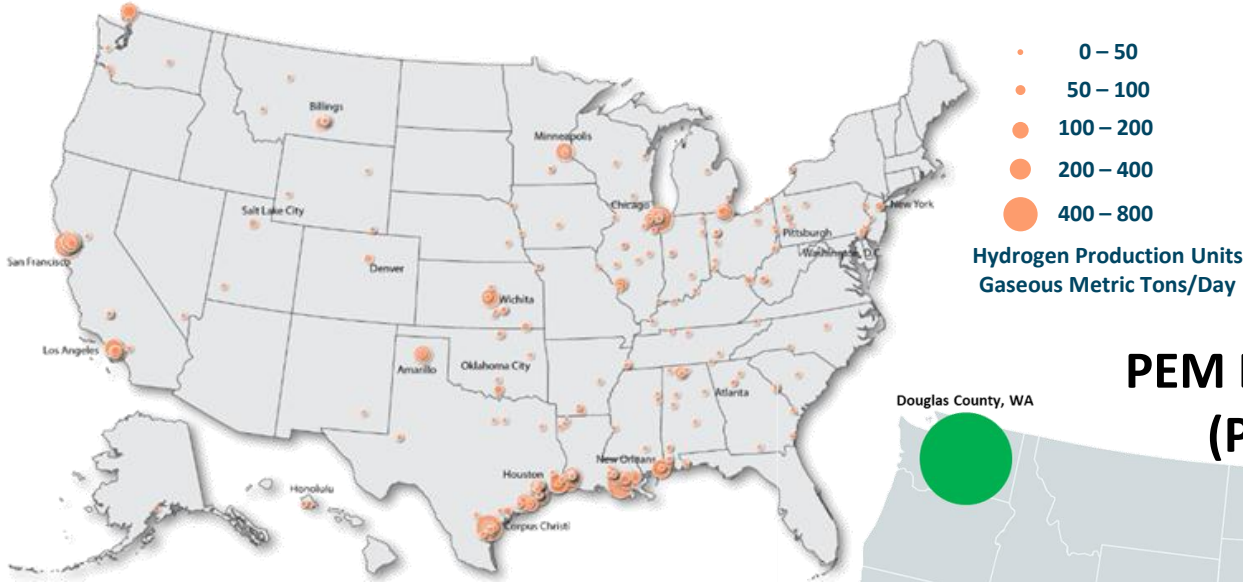 0 – 50
50 – 100
100 – 200
200 – 400
400 – 800
Hydrogen Production Units
Gaseous Metric Tons/Day
Billings
Minneapolis
Chicago
New York
Salt Lake City
Pittsburgh
Washington, D.C.
San Francisco
Denver
Wichita
Los Angeles
Amarillo
Oklahoma City
Atlanta
New Orleans
Houston
Honolulu
Corpus Christi
PEM
(P
Douglas County, WA